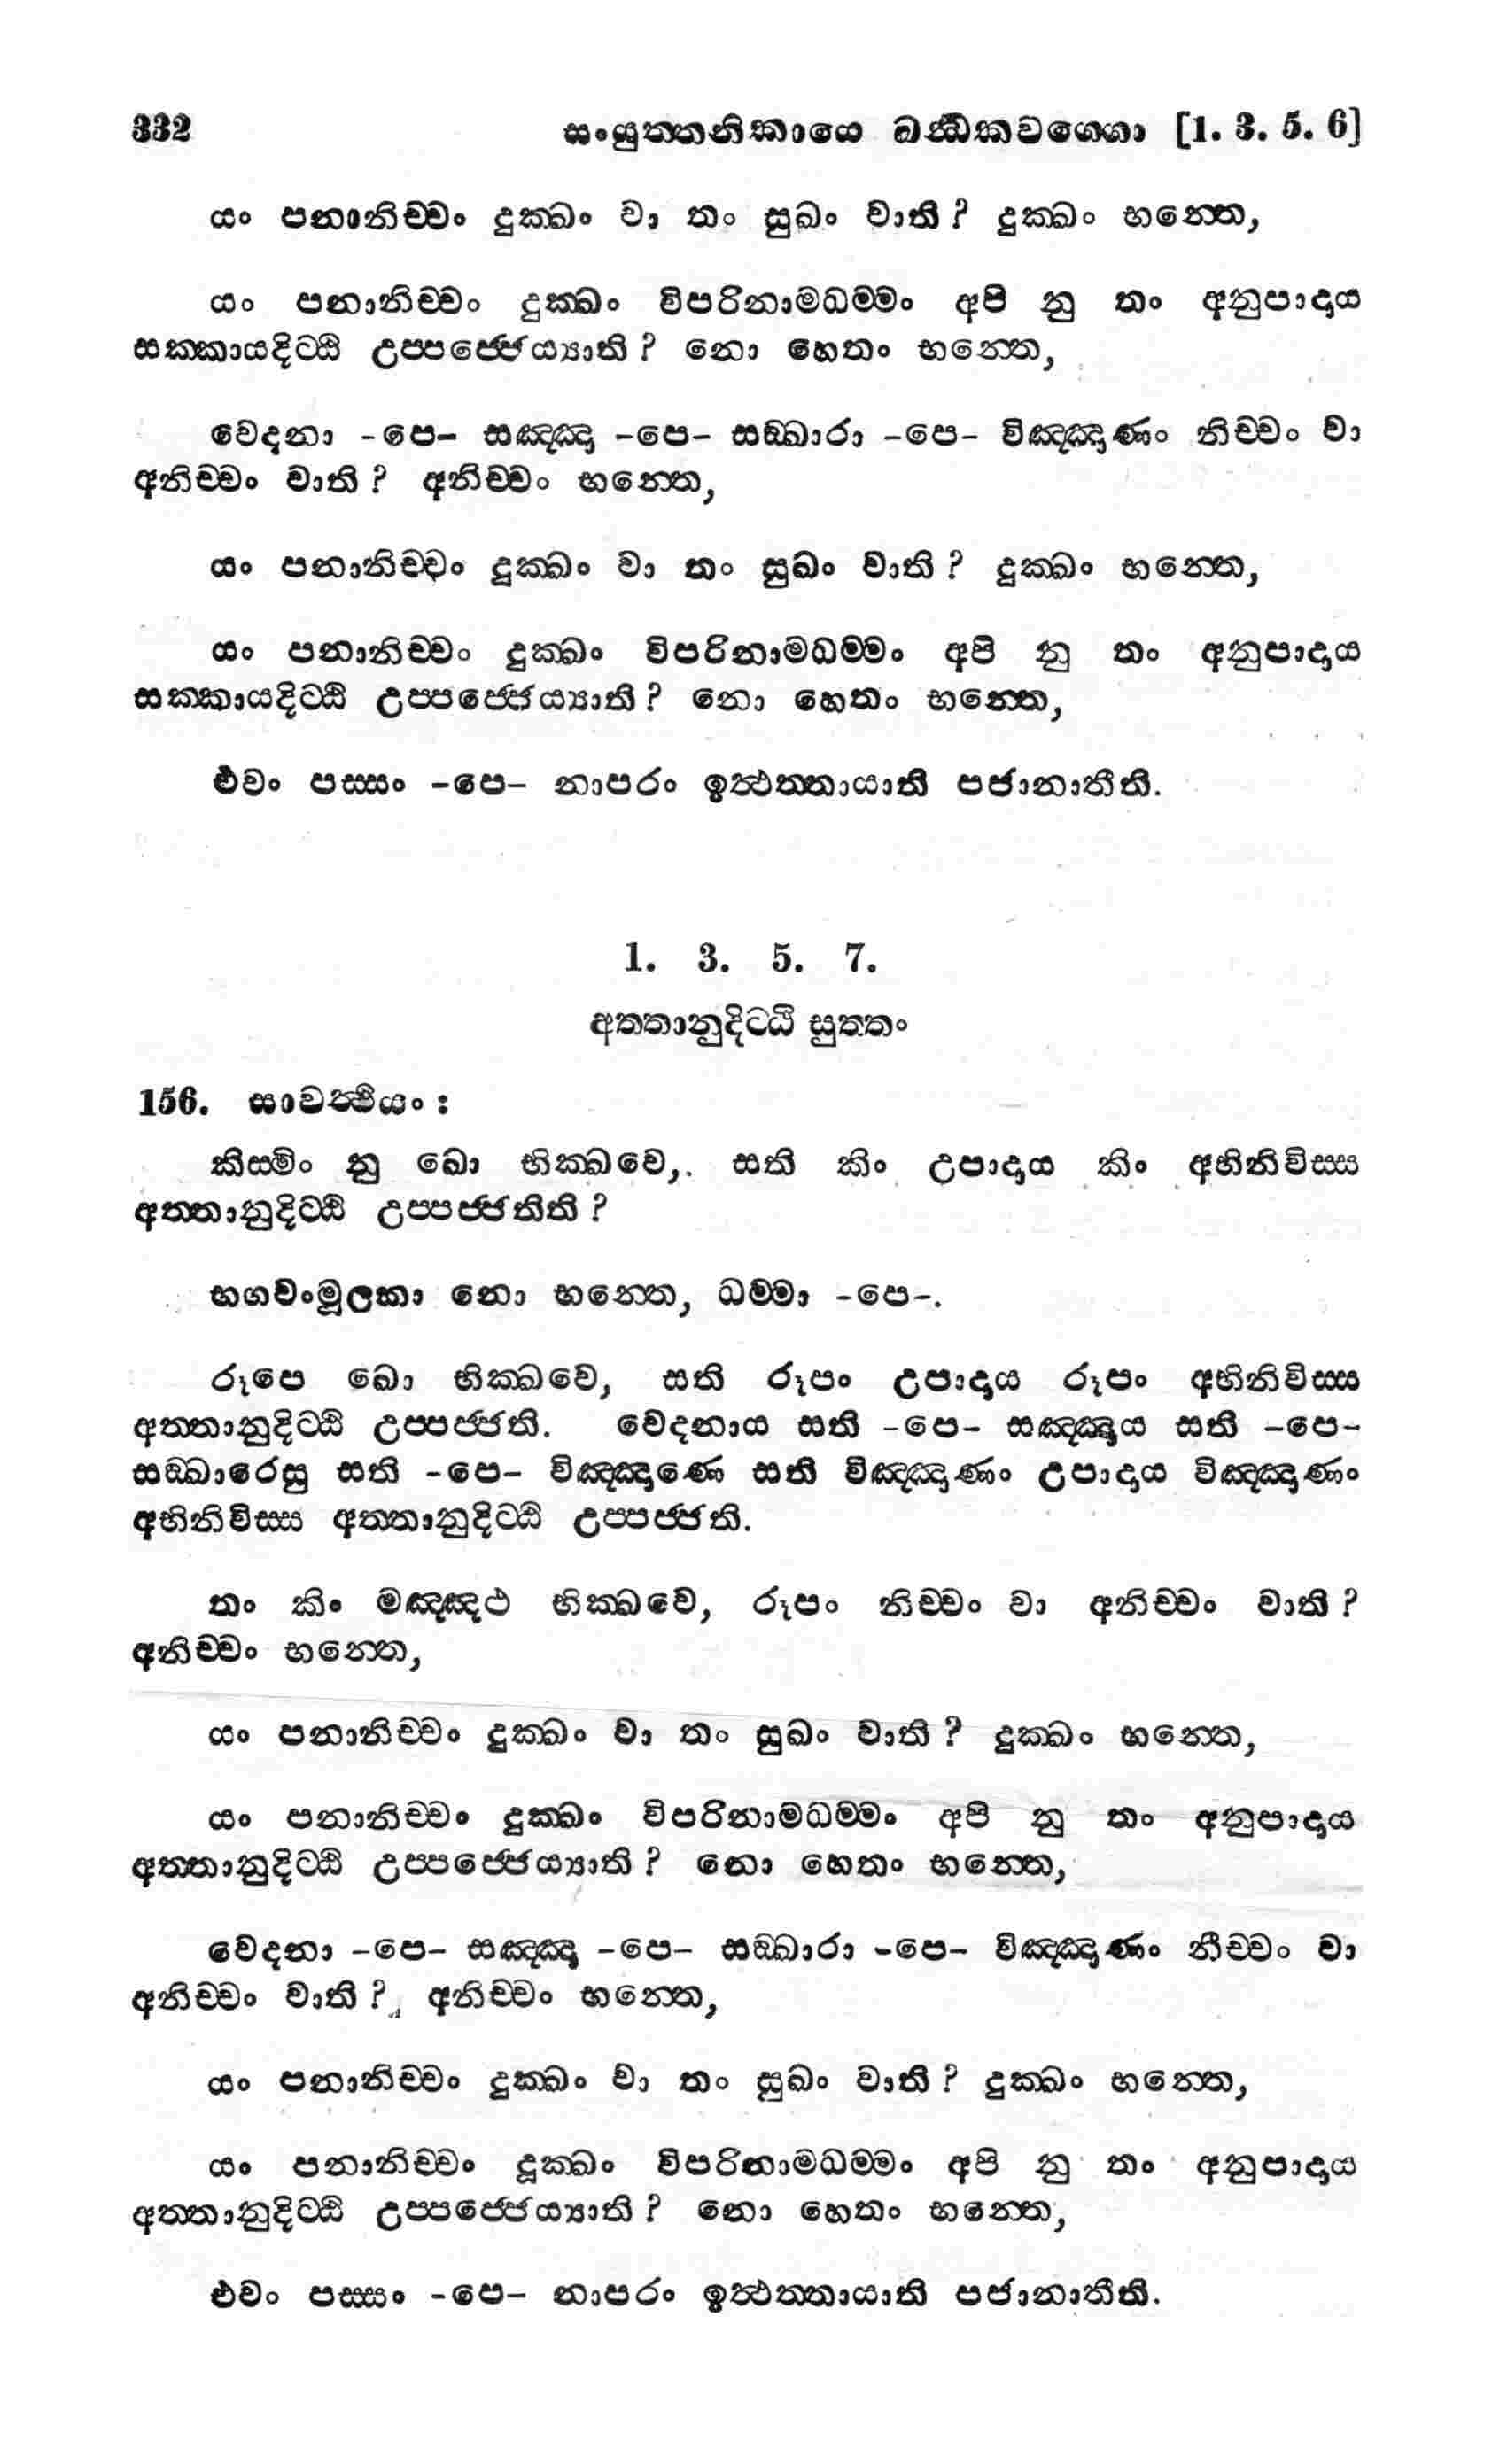 332 සංයුත්තනිකායෙ ඛන්ධකවග්ගො [1. 3. 5. 6]
යං පනානිච්චං දුක්ඛං වා තං සුඛං වාති? දුක්ඛං භන්තෙ,
යං පනානිච්චං දුක්ඛං විපරිනාමධම්මං අපි නු තං අනුපාදාය
සක්කායදිට්ඨි උප්පජ්ජෙය්‍යාති? නො හෙතං භන්තෙ,
වෙදනා -පෙ- සඤ්ඤා -පෙ- සඞ්ඛාරා -පෙ- විඤ්ඤාණං නිච්චං වා
අනිච්චං වාති? අනිච්චං භන්තෙ,
යං පනානිච්චං දුක්ඛං වා තං සුඛං වාති? දුක්ඛං භන්තෙ,
යං පනානිච්චං දුක්ඛං විපරිනාමධම්මං අපි නු තං අනුපාදාය
සක්කායදිට්ඨි උප්පජ්ජෙය්‍යාති? නො හෙතං භන්තෙ,
එවං පස්සං -පෙ- නාපරං ඉත්ථත්තායාති පජානාතීති.
1. 3. 5. 7.
අත්තානුදිට්ඨි සුත්තං
156. සාවත්ථියං:
කිස්මිං නු ඛො භික්ඛවෙ, සති කිං උපාදාය කිං අභිනිවිස්ස
අත්තානුදිට්ඨි උප්පජ්ජතිති?
භගවංමූලකා නො භන්තෙ, ධම්මා -පෙ-.
රූපෙ ඛො භික්ඛවෙ, සති රූපං උපාදාය රූපං අභිනිවිස්ස
අත්තානුදිට්ඨි උප්පජ්ජති. වෙදනාය සති -පෙ- සඤ්ඤාය සති -පෙ-
සඞ්ඛාරෙසු සති -පෙ- විඤ්ඤාණෙ සති විඤ්ඤාණං උපාදාය විඤ්ඤාණං
අභිනිවිස්ස අත්තානුදිට්ඨි උප්පජ්ජති.
තං කිං මඤ්ඤථ භික්ඛවෙ, රූපං නිච්චං වා අනිච්චං වාති?
අනිච්චං භන්තෙ,
යං පනානිච්චං දුක්ඛං වා තං සුඛං වාති? දුක්ඛං භන්තෙ,
යං පනානිච්චං දුක්ඛං විපරිනාමධම්මං අපි නු තං අනුපාදාය
අත්තානුදිට්ඨි උප්පජ්ජෙය්‍යාති? නො හෙතං භන්තෙ,
වෙදනා -පෙ- සඤ්ඤා -පෙ- සඞ්ඛාරා -පෙ- විඤ්ඤාණං නීච්චං වා
අනිච්චං වාති? අනිච්චං භන්තෙ,
යං පනානිච්චං දුක්ඛං වා තං සුඛං වාති? දුක්ඛං භන්තෙ,
යං පනානිච්චං දූක්ඛං විපරිනාමධම්මං අපි නු තං අනුපාදාය
අත්තානුදිට්ඨි උප්පජ්ජෙය්‍යාති? නො හෙතං භන්තෙ,
එවං පස්සං -පෙ- නාපරං ඉත්ථත්තායාති පජානාතීති.